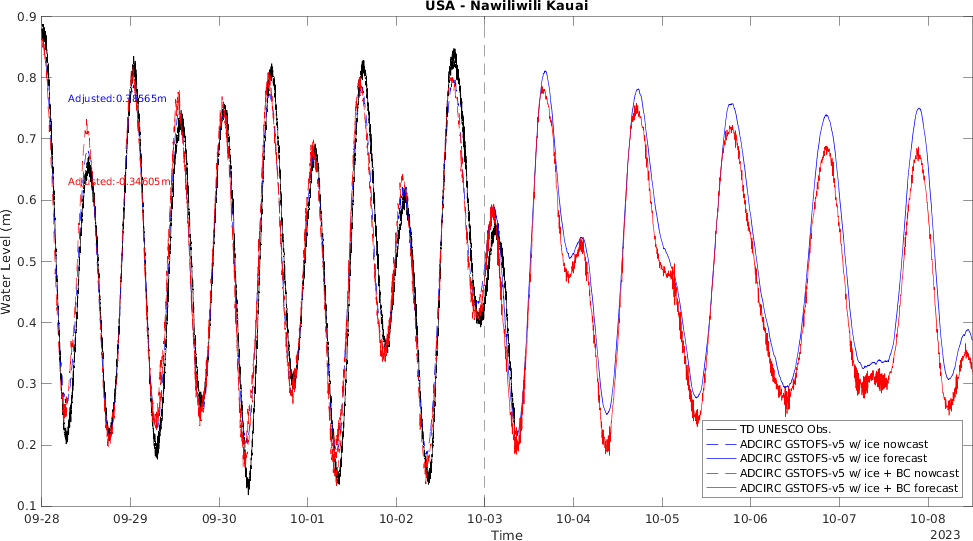 USA - Nawiliwili Kauai
0.9
0.8
0.7
0.6
0.5
0.4
0.3
0.2
0.1
Water Level (m)
Adjusted:0.38565m
Adjusted:-0.34605m
TD UNESCO Obs.
ADCIRC GSTOFS-v5 w/ ice nowcast
ADCIRC GSTOFS-v5 w/ ice forecast
ADCIRC GSTOFS-v5 w/ ice + BC nowcast
ADCIRC GSTOFS-v5 w/ ice + BC forecast
09-28 09-29 09-30 10-01 10-02 10-03 10-04 10-05 10-06 10-07 10-08
Time
2023